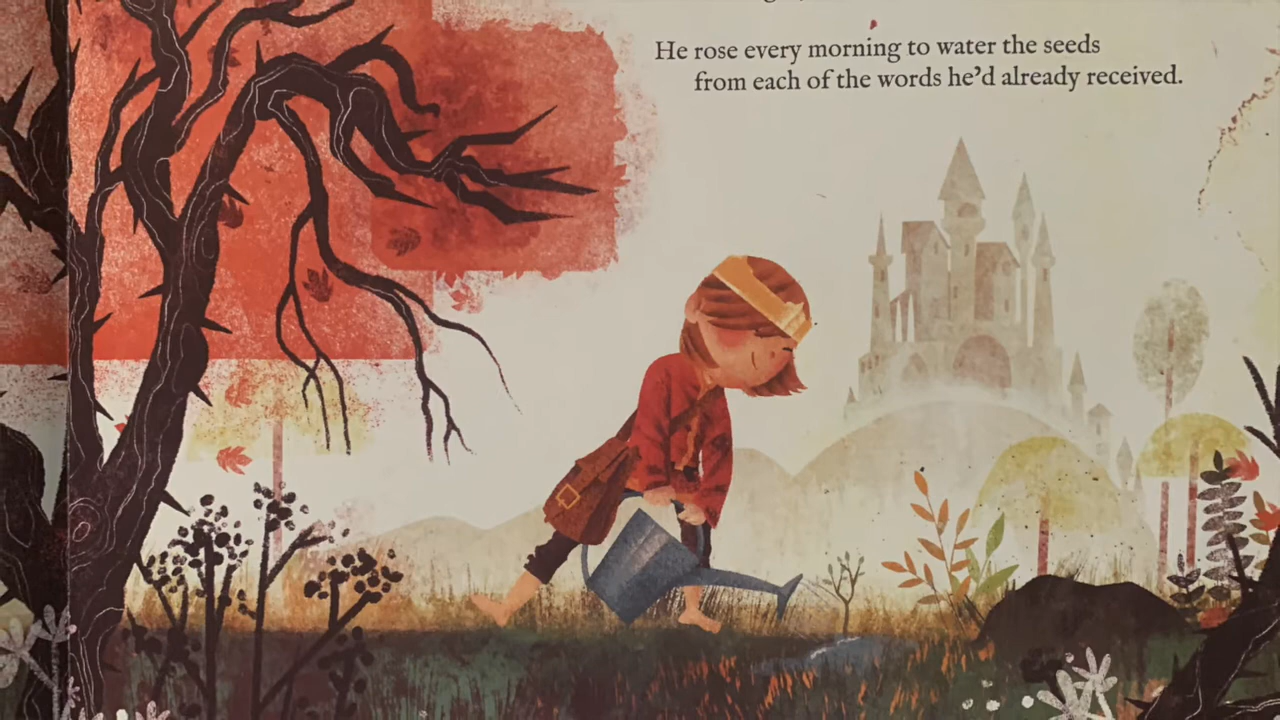 He rose every morning to water the seeds
from each of the words he’d already received.